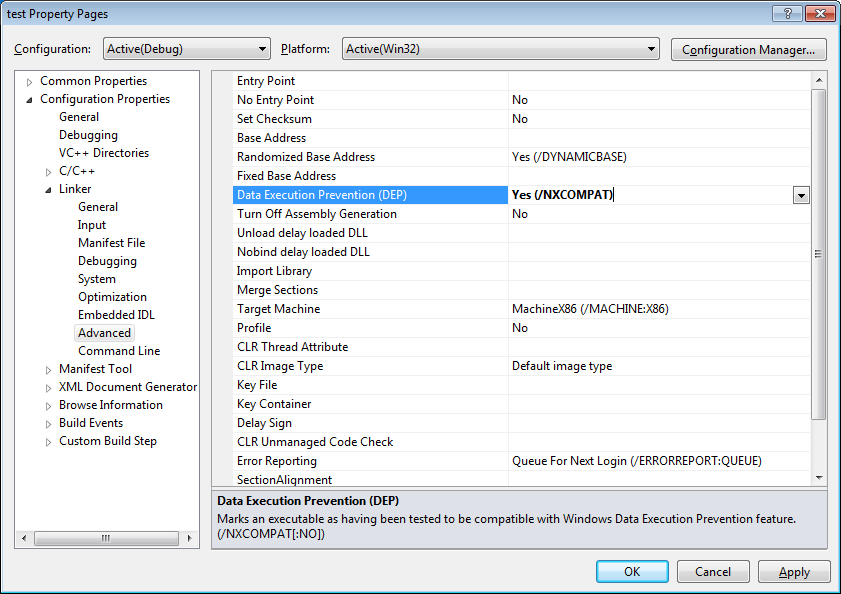 test Property Pages
Configuration: Active(Debug) Platform: Active(Win32) Configuration Manager...
Common Properties
Configuration Properties
General
Debugging
VC++ Directories
C/C++
Linker
General
Input
Manifest File
Debugging
System
Optimization
Embedded IDL
Advanced
Command Line
Manifest Tool
XML Document Generator
Browse Information
Build Events
Custom Build Step
Entry Point
No Entry Point No
Set Checksum No
Base Address
Randomized Base Address Yes (/DYNAMICBASE)
Fixed Base Address
Data Execution Prevention (DEP) Yes (/NXCOMPAT)
Turn Off Assembly Generation No
Unload delay loaded DLL
Nobind delay loaded DLL
Import Library
Merge Sections
Target Machine MachineX86 (/MACHINE:X86)
Profile No
CLR Thread Attribute
CLR Image Type Default image type
Key File
Key Container
Delay Sign
CLR Unmanaged Code Check
Error Reporting Queue For Next Login (/ERRORREPORT:QUEUE)
SectionAlignment
Data Execution Prevention (DEP)
Marks an executable as having been tested to be compatible with Windows Data Execution Prevention feature.
(/NXCOMPAT[:NO])
OK Cancel Apply